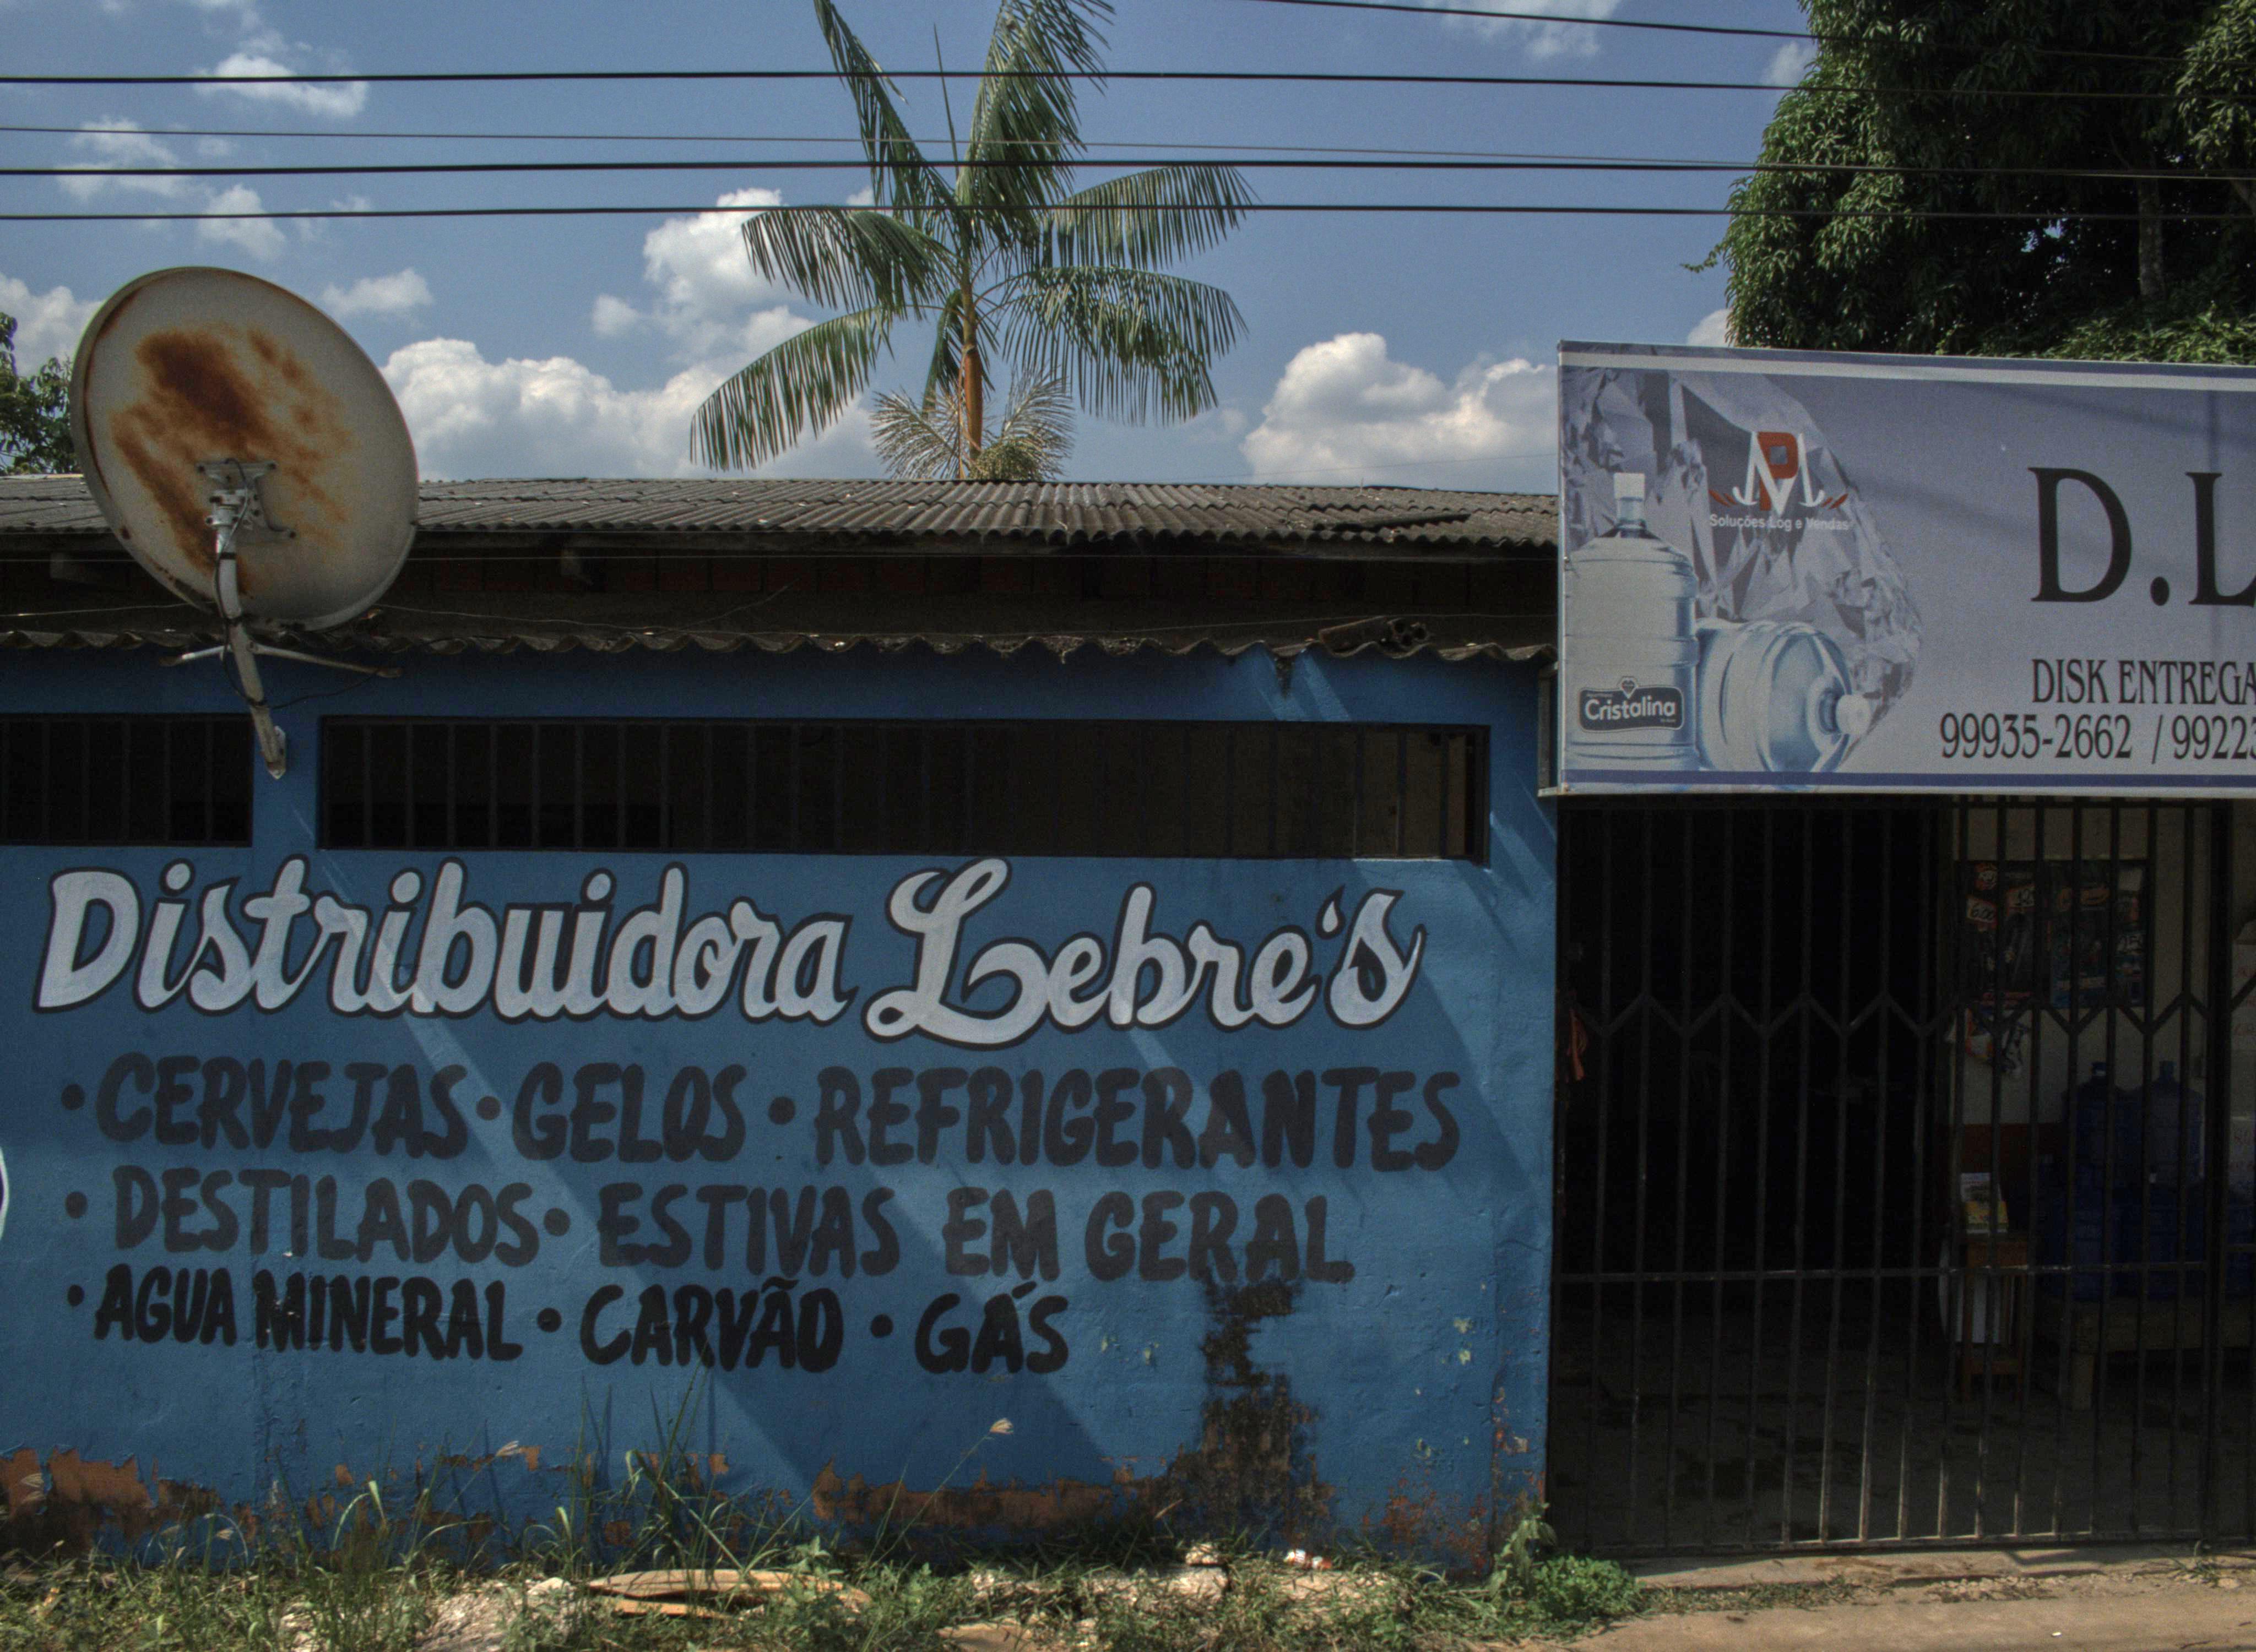 Distribuidora Lebre's
• CERVEJAS • GELOS • REFRIGERANTES
• DESTILADOS • ESTIVAS EM GERAL
• AGUA MINERAL • CARVÃO • GÁS
Soluções Log e Vendas
Cristalina
D.L
DISK ENTREGA
99935-2662 / 99223